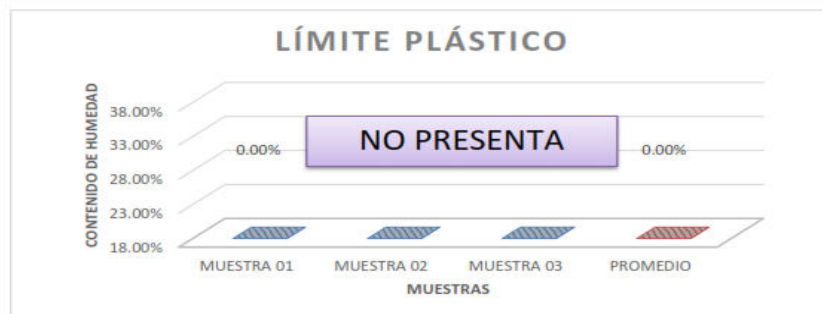 LÍMITE PLÁSTICO
CONTENIDO DE HUMEDAD
38.00%
33.00%
28.00%
23.00%
18.00%
0.00%
NO PRESENTA
0.00%
MUESTRA 01
MUESTRA 02
MUESTRA 03
PROMEDIO
MUESTRAS